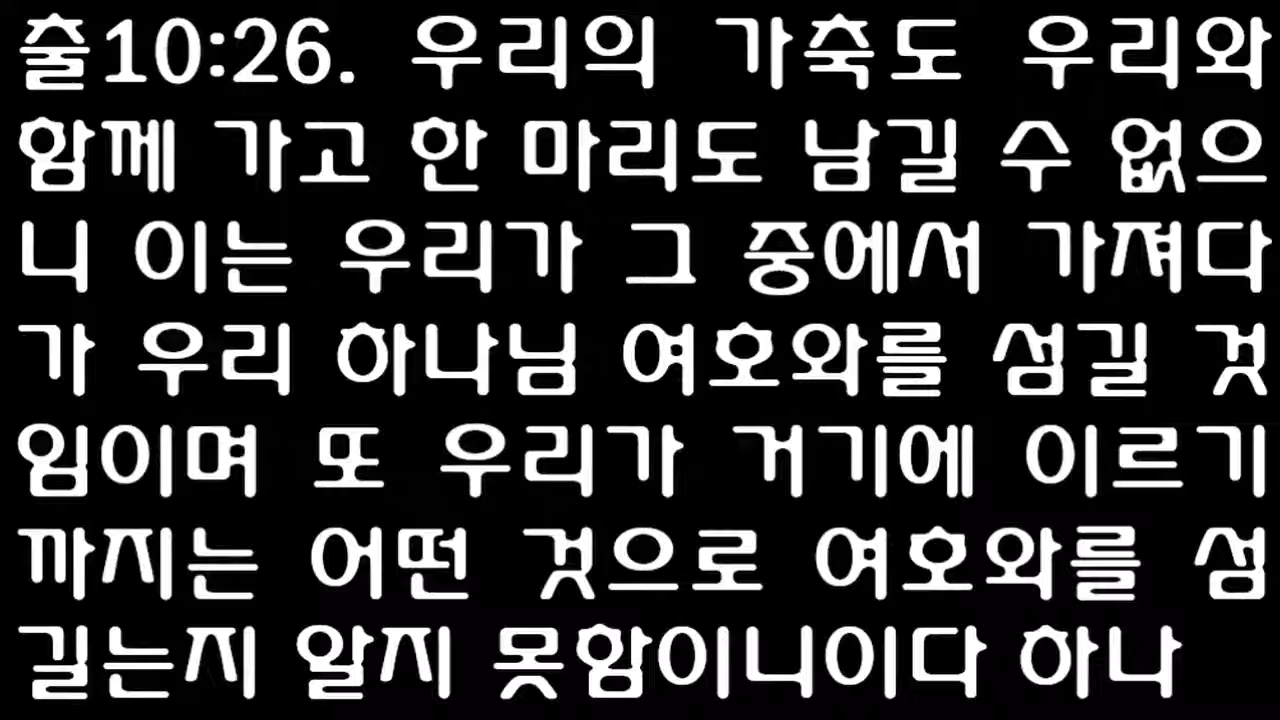 출10:26. 우리의 가축도 우리와
함께 가고 한 마리도 남길 수 없으
니 이는 우리가 그 중에서 가져다
가 우리 하나님 여호와를 섬길 것
임이며 또 우리가 거기에 이르기
까지는 어떤 것으로 여호와를 섬
길는지 알지 못함이니이다 하나